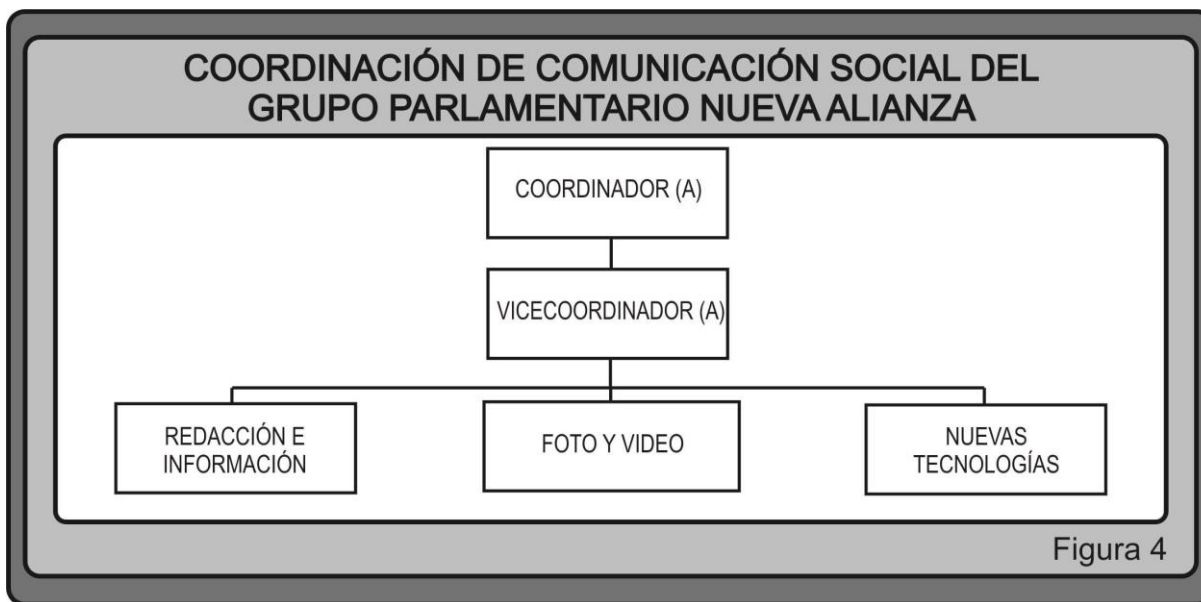 COORDINACIÓN DE COMUNICACIÓN SOCIAL DEL
GRUPO PARLAMENTARIO NUEVA ALIANZA
COORDINADOR (A)
VICECOORDINADOR (A)
REDACCIÓN E
INFORMACIÓN
FOTO Y VIDEO
NUEVAS
TECNOLOGÍAS
Figura 4